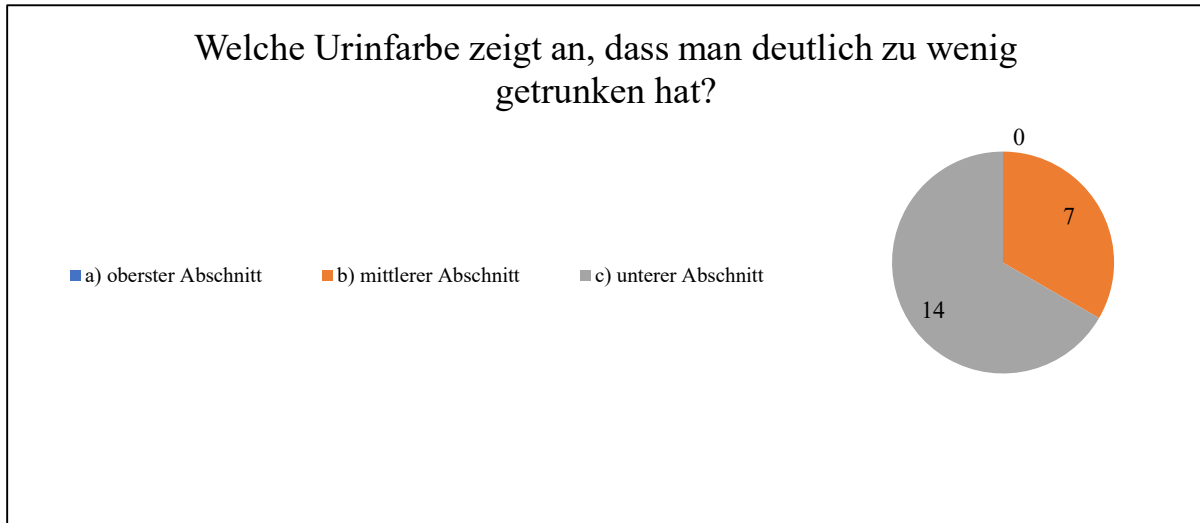 Welche Urinfarbe zeigt an, dass man deutlich zu wenig
getrunken hat?
0
7
a) oberster Abschnitt
b) mittlerer Abschnitt
c) unterer Abschnitt
14